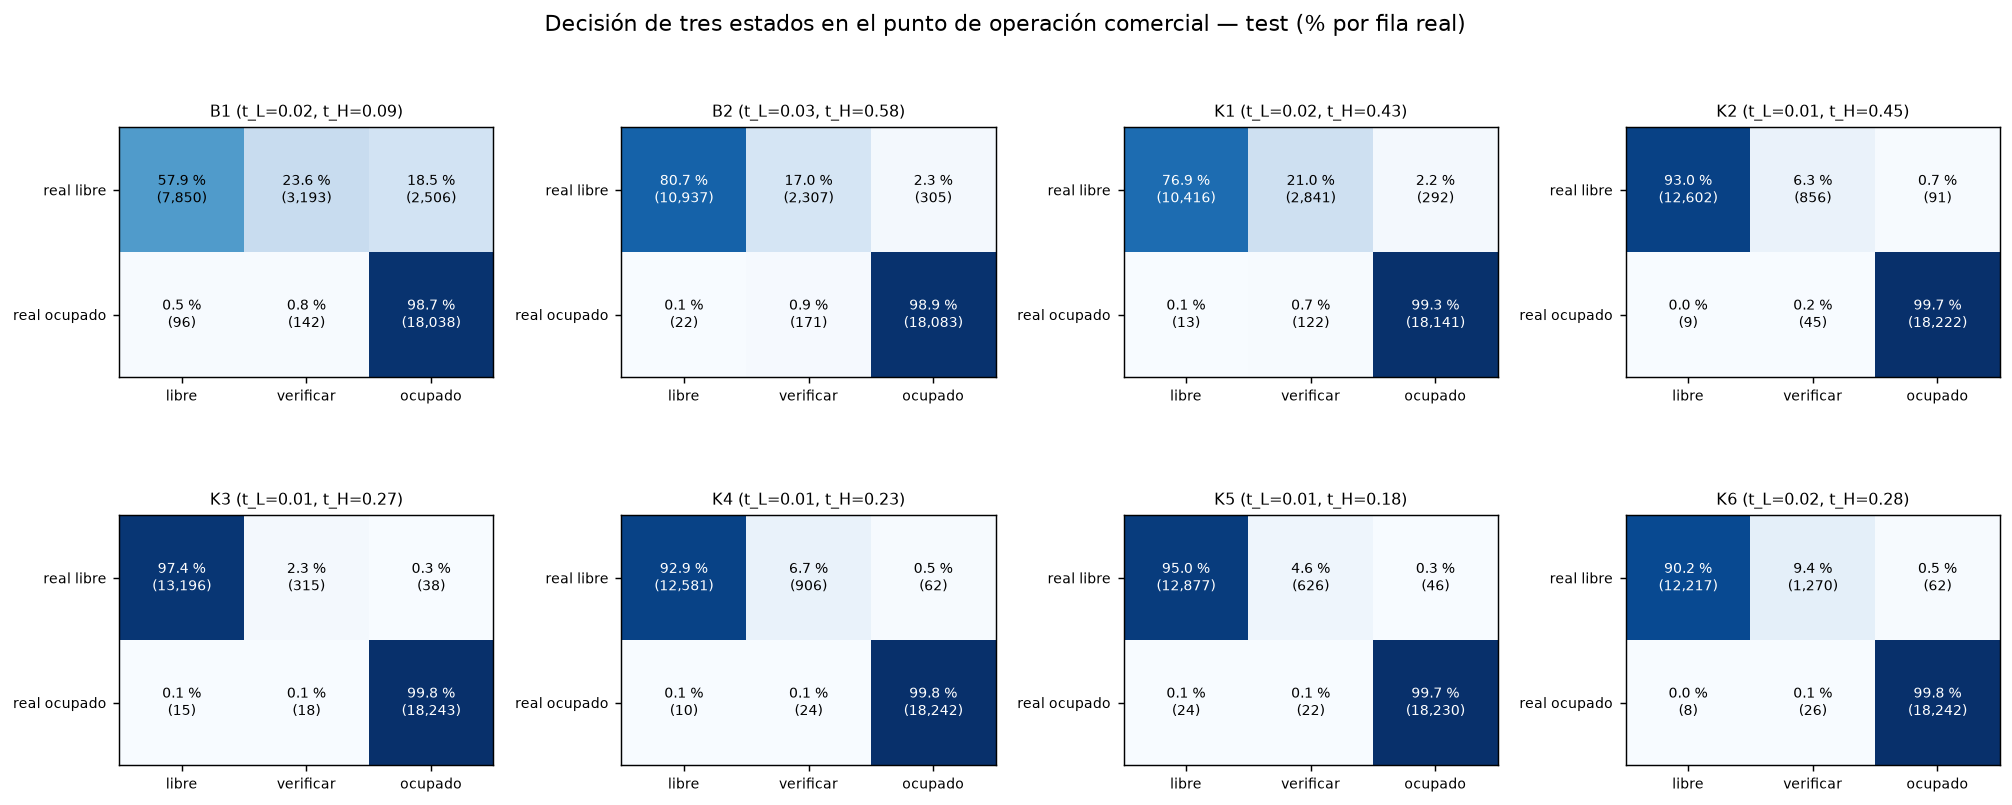 Decisión de tres estados en el punto de operación comercial — test (% por fila real)
B1 (t_L=0.02, t_H=0.09)
real libre
57.9 %
(7,850)
23.6 %
(3,193)
18.5 %
(2,506)
real ocupado
0.5 %
(96)
0.8 %
(142)
98.7 %
(18,038)
libre
verificar
ocupado
B2 (t_L=0.03, t_H=0.58)
real libre
80.7 %
(10,937)
17.0 %
(2,307)
2.3 %
(305)
real ocupado
0.1 %
(22)
0.9 %
(171)
98.9 %
(18,083)
libre
verificar
ocupado
K1 (t_L=0.02, t_H=0.43)
real libre
76.9 %
(10,416)
21.0 %
(2,841)
2.2 %
(292)
real ocupado
0.1 %
(13)
0.7 %
(122)
99.3 %
(18,141)
libre
verificar
ocupado
K2 (t_L=0.01, t_H=0.45)
real libre
93.0 %
(12,602)
6.3 %
(856)
0.7 %
(91)
real ocupado
0.0 %
(9)
0.2 %
(45)
99.7 %
(18,222)
libre
verificar
ocupado
K3 (t_L=0.01, t_H=0.27)
real libre
97.4 %
(13,196)
2.3 %
(315)
0.3 %
(38)
real ocupado
0.1 %
(15)
0.1 %
(18)
99.8 %
(18,243)
libre
verificar
ocupado
K4 (t_L=0.01, t_H=0.23)
real libre
92.9 %
(12,581)
6.7 %
(906)
0.5 %
(62)
real ocupado
0.1 %
(10)
0.1 %
(24)
99.8 %
(18,242)
libre
verificar
ocupado
K5 (t_L=0.01, t_H=0.18)
real libre
95.0 %
(12,877)
4.6 %
(626)
0.3 %
(46)
real ocupado
0.1 %
(24)
0.1 %
(22)
99.7 %
(18,230)
libre
verificar
ocupado
K6 (t_L=0.02, t_H=0.28)
real libre
90.2 %
(12,217)
9.4 %
(1,270)
0.5 %
(62)
real ocupado
0.0 %
(8)
0.1 %
(26)
99.8 %
(18,242)
libre
verificar
ocupado